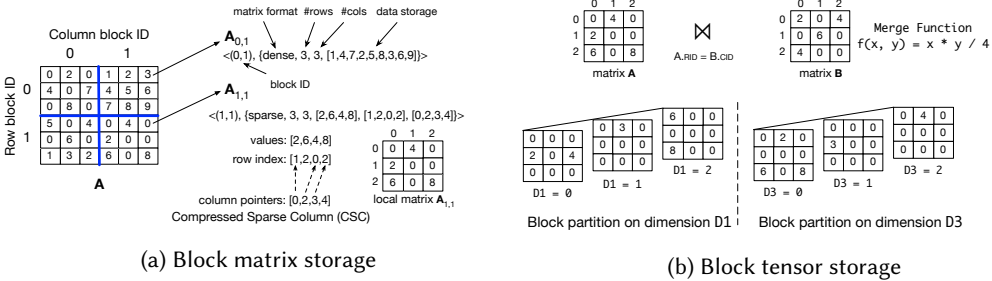 matrix format #rows #cols data storage
Column block ID
0 1
A0,1
<(0,1), {dense, 3, 3, [1,4,7,2,5,8,3,6,9]}>
block ID
Row block ID
0
1
0 2 0 1 2 3
4 0 7 4 5 6
0 8 0 7 8 9
5 0 4 0 4 0
0 6 0 2 0 0
1 3 2 6 0 8
A
A1,1
<(1,1), {sparse, 3, 3, [2,6,4,8], [1,2,0,2], [0,2,3,4]}>
values: [2,6,4,8]
row index: [1,2,0,2]
column pointers: [0,2,3,4]
Compressed Sparse Column (CSC)
0 1 2
0 0 4 0
1 2 0 0
2 6 0 8
local matrix A1,1
(a) Block matrix storage
0 1 2
0 0 4 0
1 2 0 0
2 6 0 8
matrix A
⋈
A.RID = B.CID
0 1 2
0 2 0 4
1 0 6 0
2 4 0 0
matrix B
Merge Function
f(x, y) = x * y / 4
0 0 0
2 0 4
0 0 0
D1 = 0
0 3 0
0 0 0
0 0 0
D1 = 1
6 0 0
0 0 0
8 0 0
D1 = 2
Block partition on dimension D1
0 2 0
0 0 0
6 0 8
D3 = 0
0 0 0
3 0 0
0 0 0
D3 = 1
0 4 0
0 0 0
0 0 0
D3 = 2
Block partition on dimension D3
(b) Block tensor storage